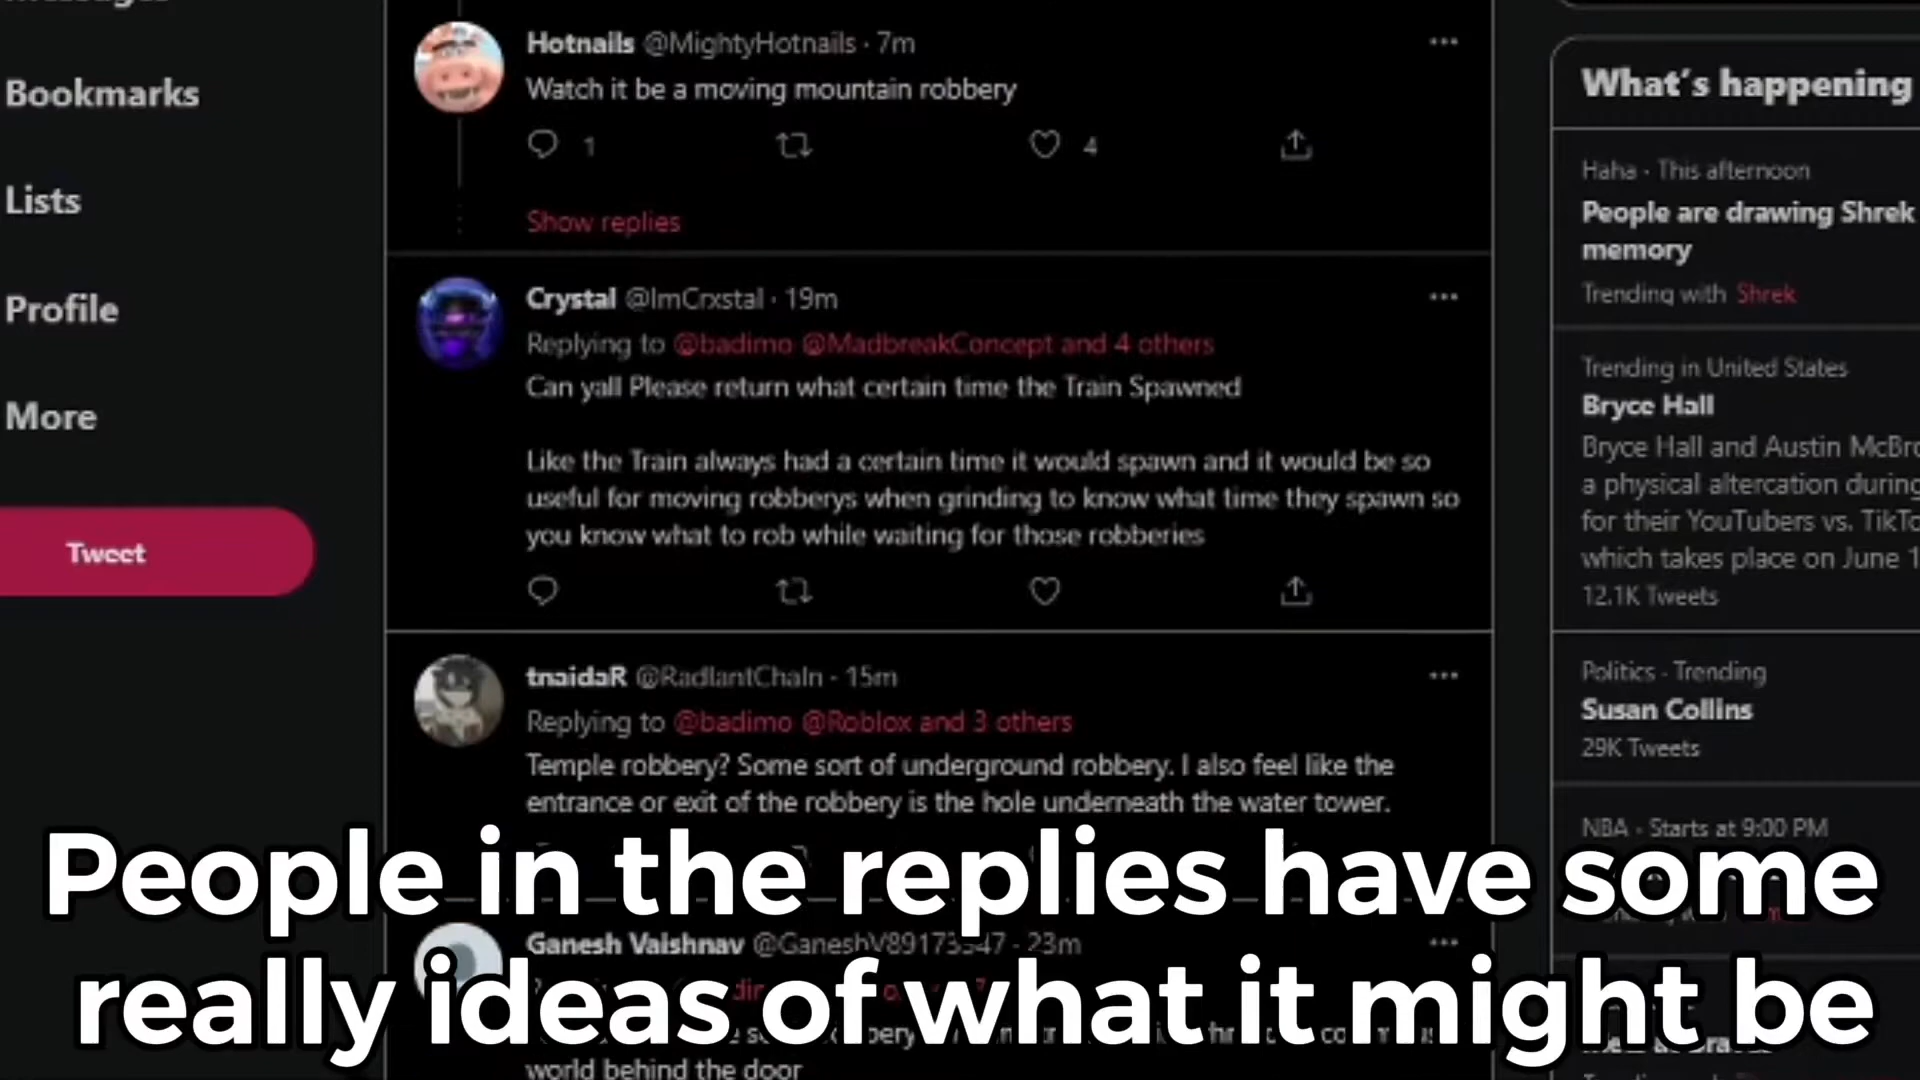 Bookmarks
Lists
Profile
More
Tweet
Hotnails @MightyHotnails · 7m
Watch it be a moving mountain robbery
1
4
Show replies
Crystal @ImCrxstal · 19m
Replying to @badimo @MadbreakConcept and 4 others
Can yall Please return what certain time the Train Spawned
Like the Train always had a certain time it would spawn and it would be so
useful for moving robberys when grinding to know what time they spawn so
you know what to rob while waiting for those robberies
tnaidaR @RadlantChaln · 15m
Replying to @badimo @Roblox and 3 others
Temple robbery? Some sort of underground robbery. I also feel like the
entrance or exit of the robbery is the hole underneath the water tower.
Ganesh Vaishnav · 23m
world behind the door
What's happening
Haha · This afternoon
People are drawing Shrek
memory
Trending with Shrek
Trending in United States
Bryce Hall
Bryce Hall and Austin
a physical altercation during
for their YouTubers vs.
which takes place on June
12.1K Tweets
Politics · Trending
Susan Collins
29K Tweets
NBA · Starts at 9:00 PM
People in the replies have some
really ideas of what it might be